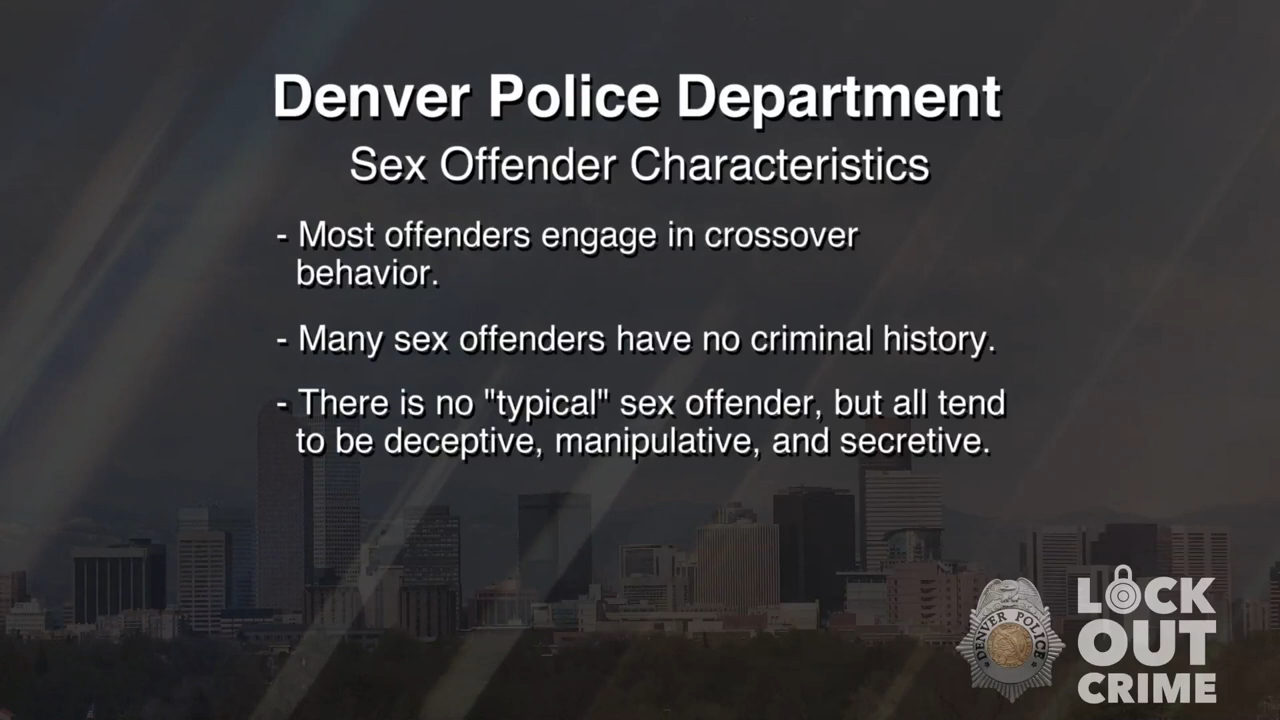 Denver Police Department
Sex Offender Characteristics
- Most offenders engage in crossover
behavior.
- Many sex offenders have no criminal history.
- There is no "typical" sex offender, but all tend
to be deceptive, manipulative, and secretive.
DENVER POLICE
LOCK
OUT
CRIME